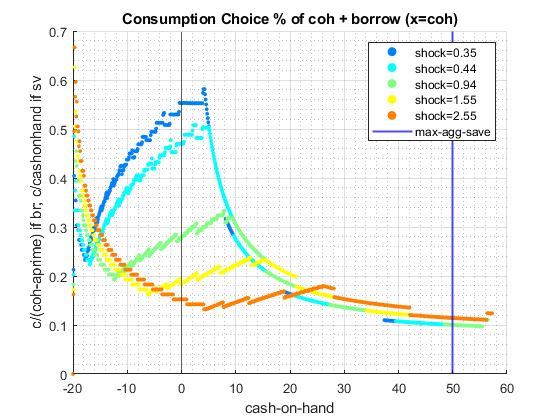 Consumption Choice % of coh + borrow (x=coh)
c/(coh-aprime) if br, c/cashonhand if sv
0.7
0.6
0.5
0.4
0.3
0.2
0.1
0
-20
-10
0
10
20
30
40
50
60
cash-on-hand
shock=0.35
shock=0.44
shock=0.94
shock=1.55
shock=2.55
max-agg-save